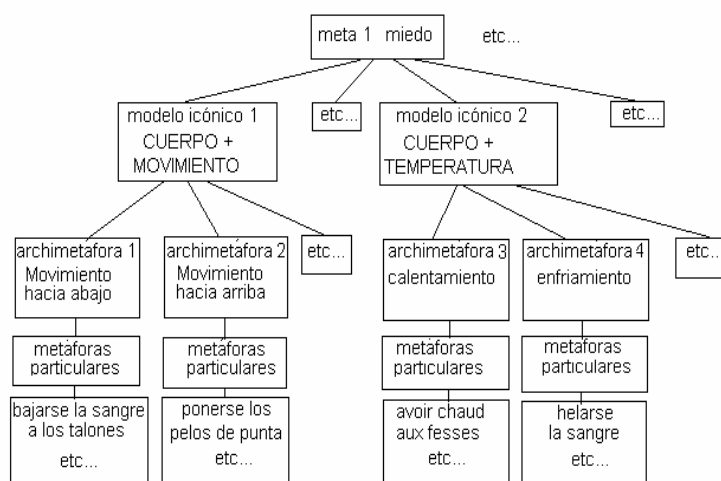 meta 1 miedo
etc...
modelo icónico 1
CUERPO +
MOVIMIENTO
etc...
modelo icónico 2
CUERPO +
TEMPERATURA
etc...
archimetáfora 1
Movimiento
hacia abajo
archimetáfora 2
Movimiento
hacia arriba
etc...
archimetáfora 3
calentamiento
archimetáfora 4
enfriamiento
etc...
metáforas
particulares
metáforas
particulares
metáforas
particulares
metáforas
particulares
bajarse la sangre
a los talones
etc...
ponerse los
pelos de punta
etc...
avoir chaud
aux fesses
etc...
helarse
la sangre
etc...